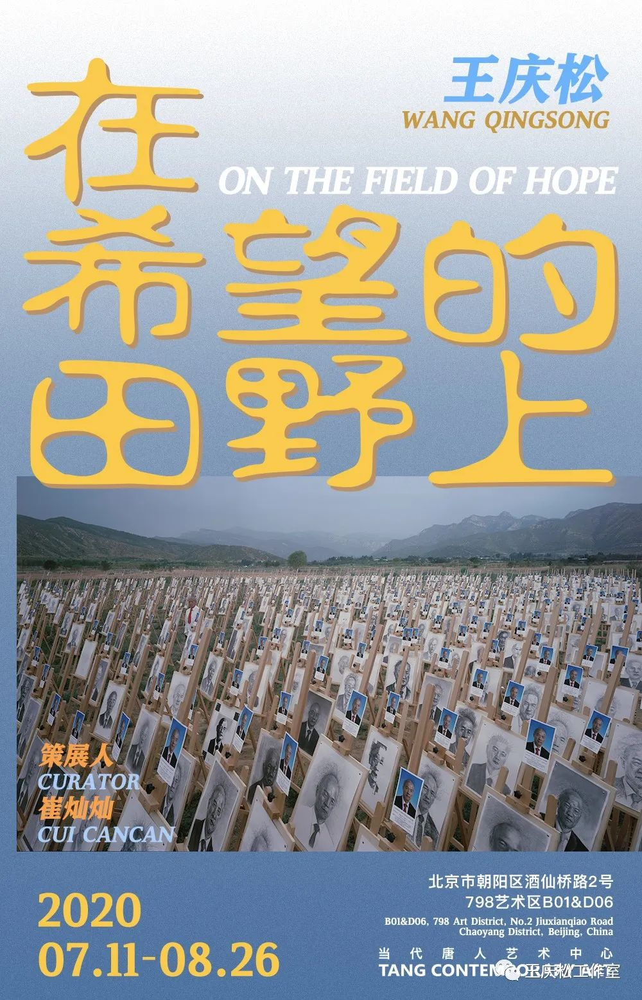 王庆松
WANG QINGSONG
在
ON THE FIELD OF HOPE
希望的
田野上
策展人
CURATOR
崔灿灿
CUI CANCAN
2020
07.11-08.26
北京市朝阳区酒仙桥路2号
798艺术区B01&D06
B01&D06, 798 Art District, No.2 Jiuxianqiao Road
Chaoyang District, Beijing, China
当代唐人艺术中心
TANG CONTEMPORARY ART
王庆松工作室